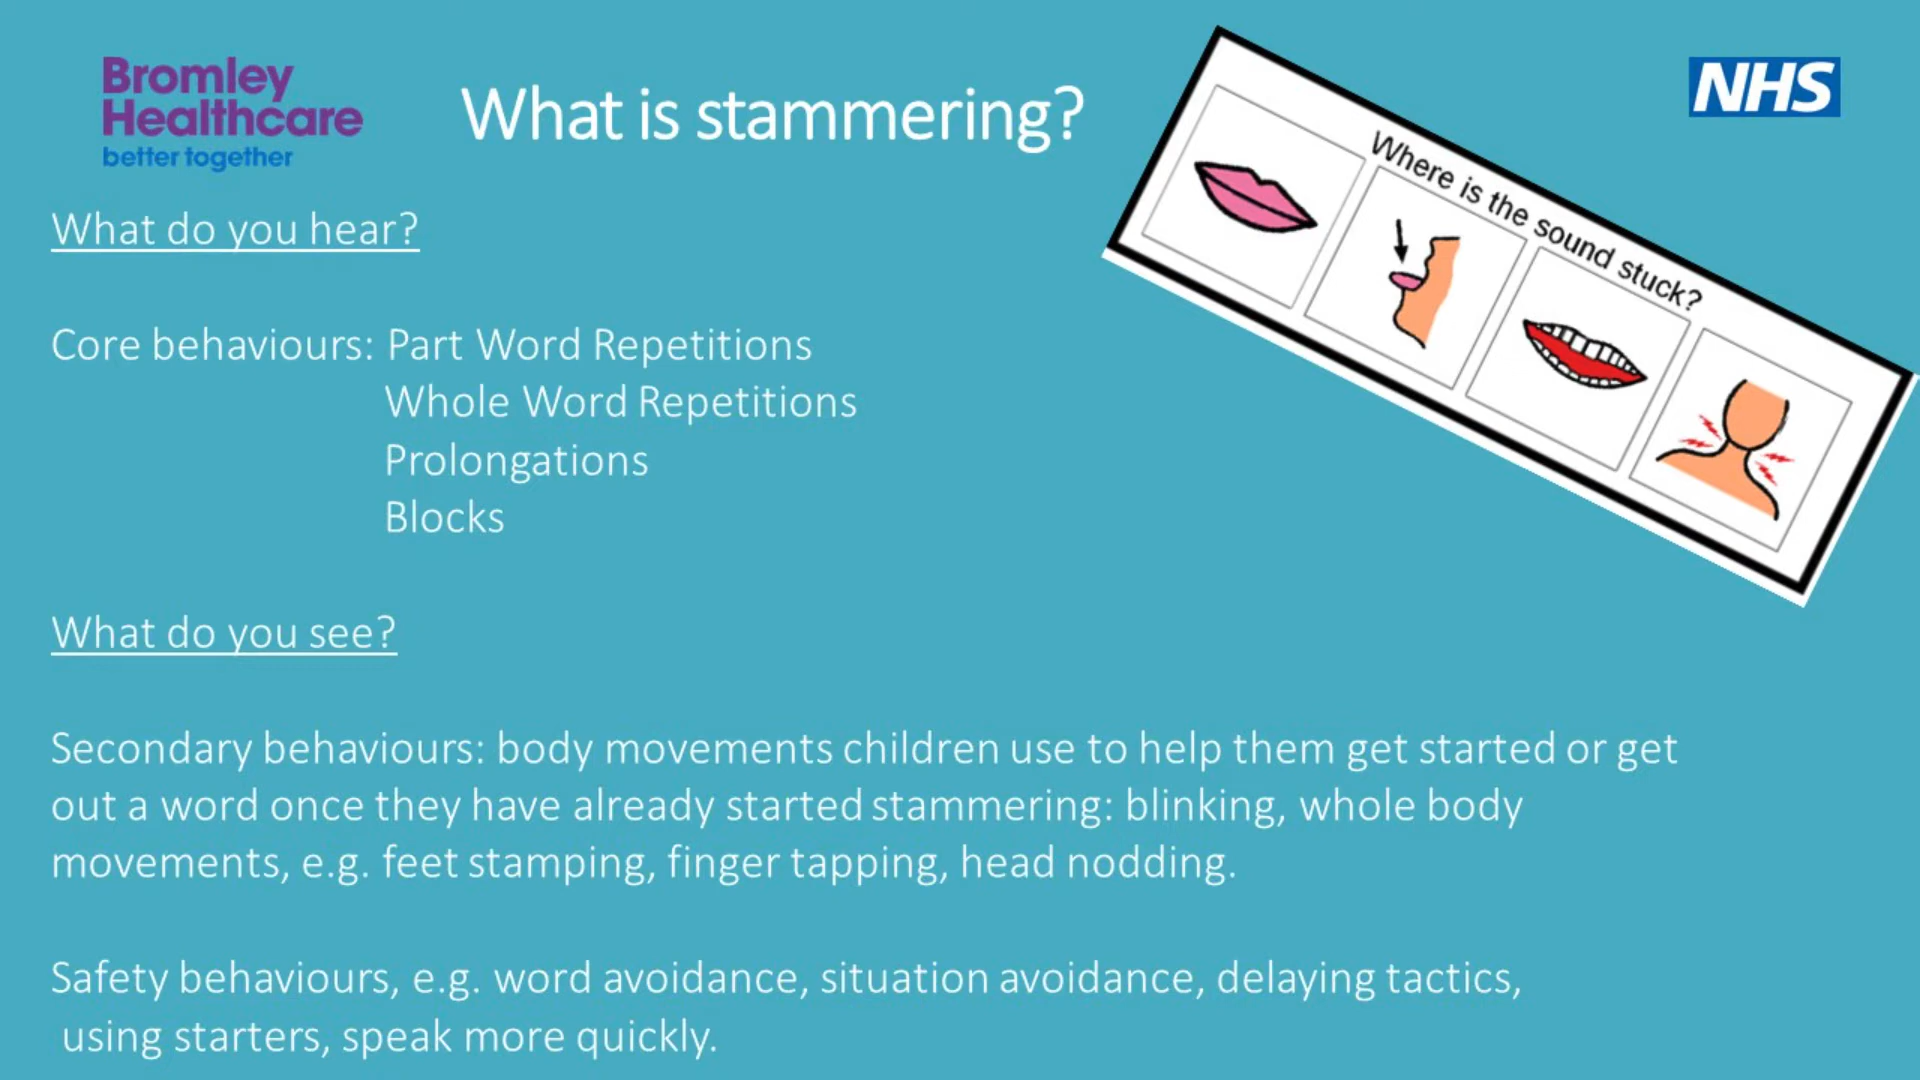 Bromley
Healthcare
better together
What is stammering?
NHS
Where is the sound stuck?
What do you hear?
Core behaviours: Part Word Repetitions
Whole Word Repetitions
Prolongations
Blocks
What do you see?
Secondary behaviours: body movements children use to help them get started or get
out a word once they have already started stammering: blinking, whole body
movements, e.g. feet stamping, finger tapping, head nodding.
Safety behaviours, e.g. word avoidance, situation avoidance, delaying tactics,
using starters, speak more quickly.